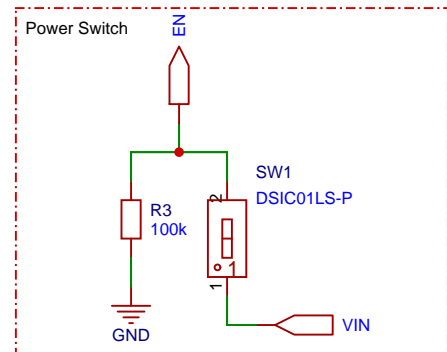 EN
Power Switch
SW1
DSIC01LS-P
2
R3
100k
1
1
GND
VIN